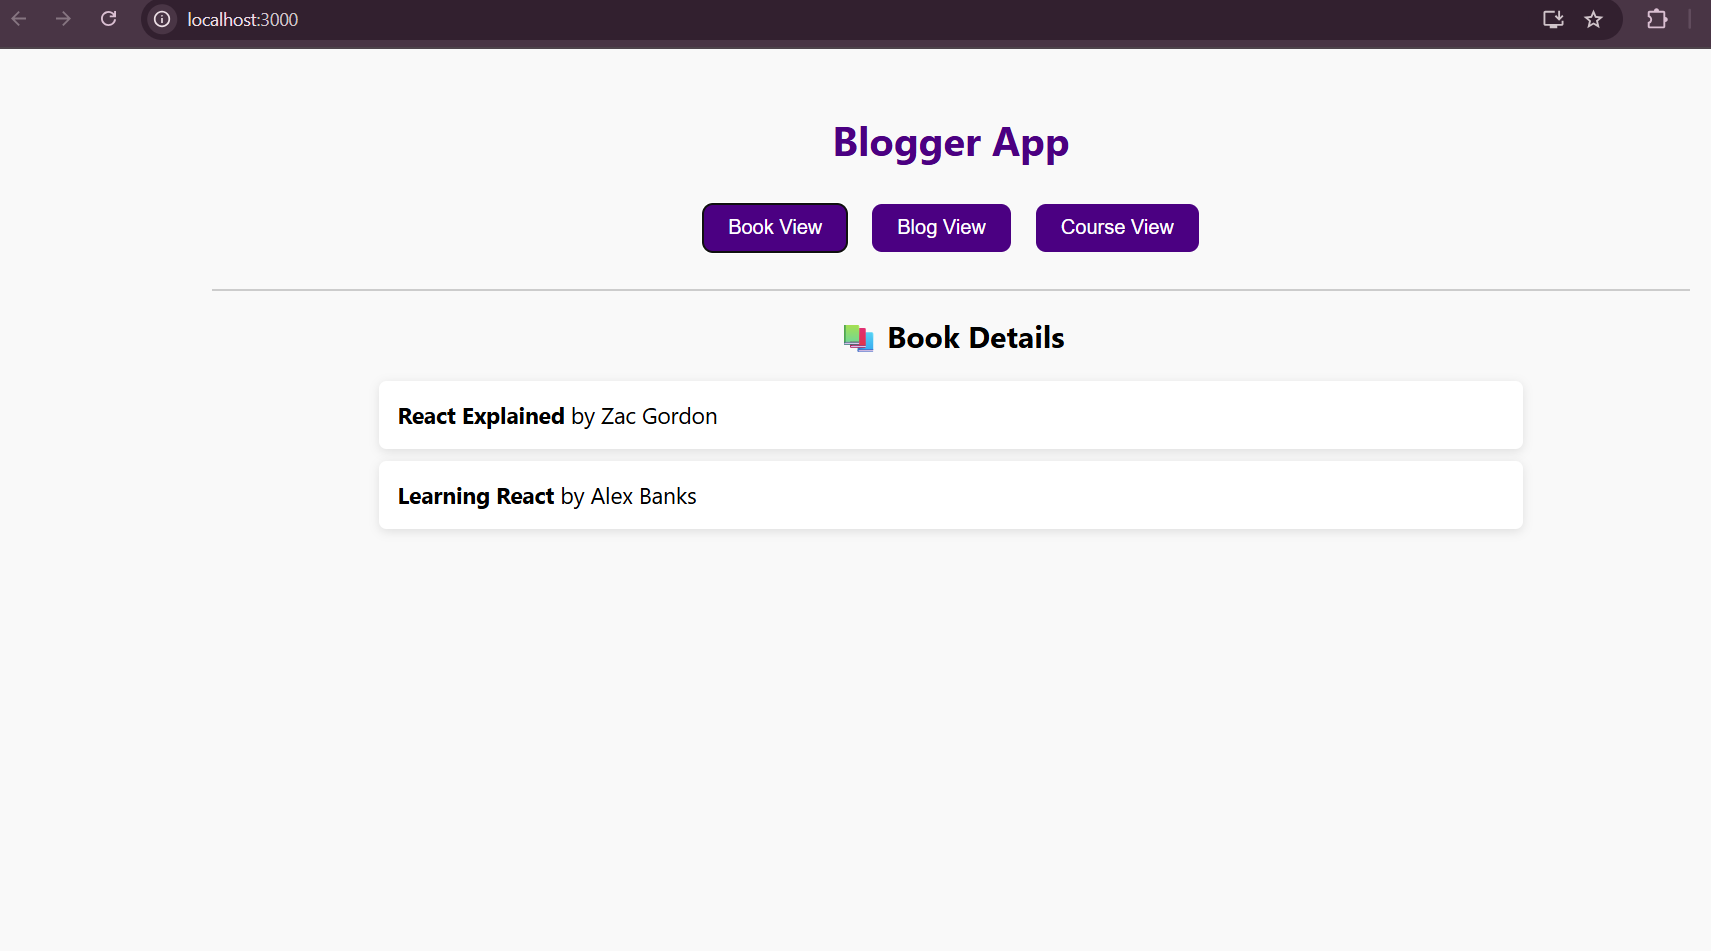 localhost:3000
Blogger App
Book View Blog View Course View
Book Details
React Explained by Zac Gordon
Learning React by Alex Banks